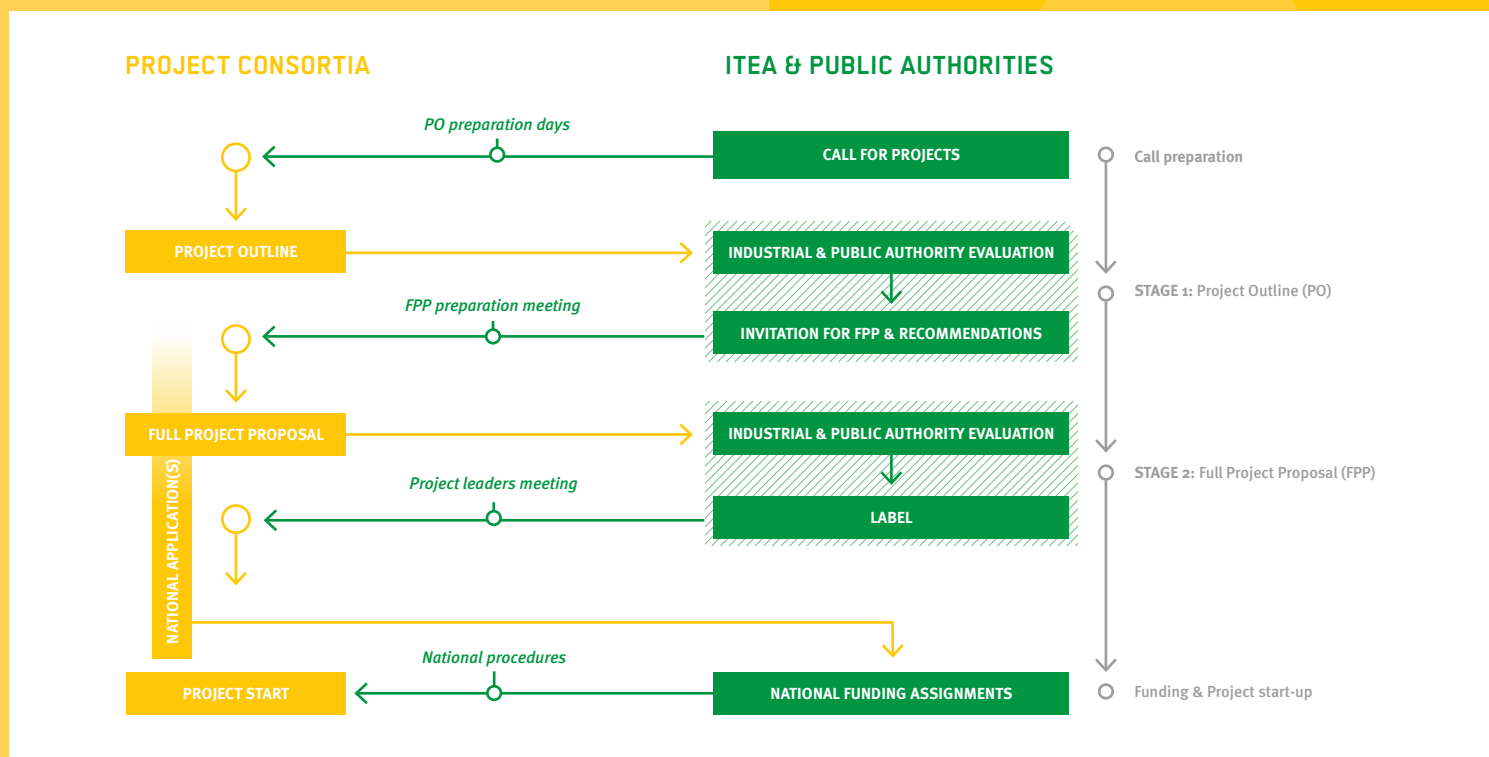 PROJECT CONSORTIA
ITEA & PUBLIC AUTHORITIES
PO preparation days
CALL FOR PROJECTS
Call preparation
PROJECT OUTLINE
INDUSTRIAL & PUBLIC AUTHORITY EVALUATION
STAGE 1: Project Outline (PO)
FPP preparation meeting
INVITATION FOR FPP & RECOMMENDATIONS
FULL PROJECT PROPOSAL
INDUSTRIAL & PUBLIC AUTHORITY EVALUATION
STAGE 2: Full Project Proposal (FPP)
Project leaders meeting
LABEL
NATIONAL APPLICATION(S)
National procedures
PROJECT START
NATIONAL FUNDING ASSIGNMENTS
Funding & Project start-up